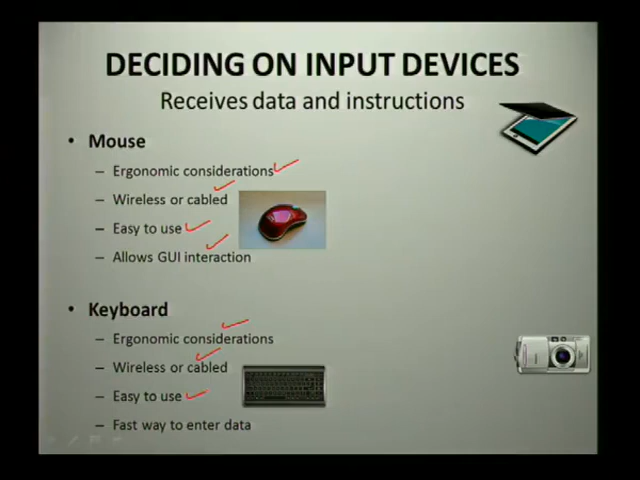 DECIDING ON INPUT DEVICES
Receives data and instructions
• Mouse
– Ergonomic considerations
– Wireless or cabled
– Easy to use
– Allows GUI interaction
• Keyboard
– Ergonomic considerations
– Wireless or cabled
– Easy to use
– Fast way to enter data